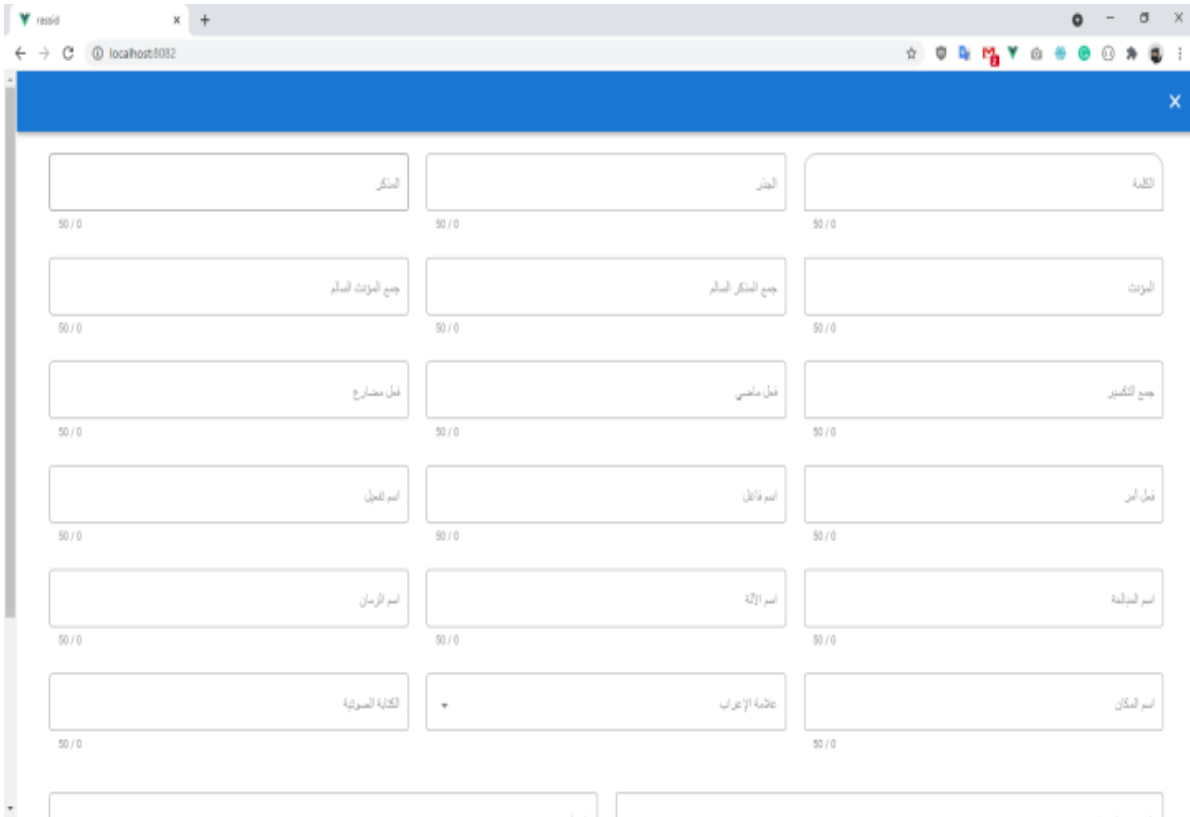 rassid
localhost:8082
2
الكلمة
الجذر
المذكر
50 / 0
50 / 0
50 / 0
المؤنث
جمع المذكر السالم
جمع المؤنث السالم
50 / 0
50 / 0
50 / 0
جمع التكسير
فعل ماضي
فعل مضارع
50 / 0
50 / 0
50 / 0
فعل أمر
اسم فاعل
اسم تفعيل
50 / 0
50 / 0
50 / 0
اسم المبالغة
اسم الآلة
اسم الزمان
50 / 0
50 / 0
50 / 0
اسم المكان
علامة الإعراب
الكتابة الصوتية
50 / 0
50 / 0